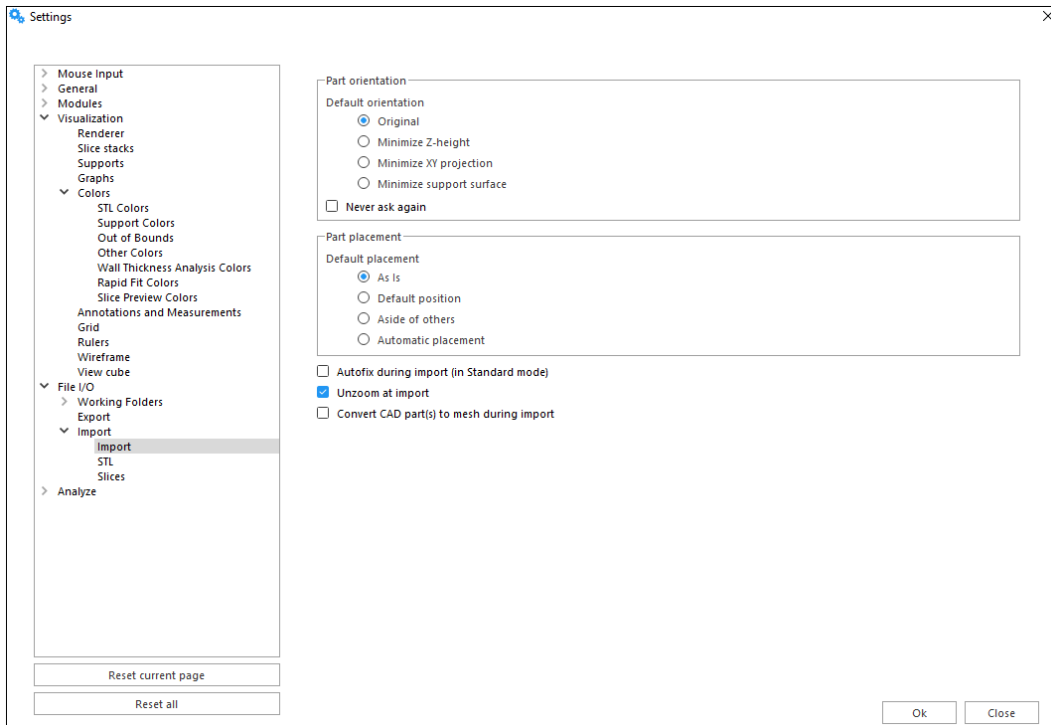 Settings
Mouse Input
General
Modules
Visualization
Renderer
Slice stacks
Supports
Graphs
Colors
STL Colors
Support Colors
Out of Bounds
Other Colors
Wall Thickness Analysis Colors
Rapid Fit Colors
Slice Preview Colors
Annotations and Measurements
Grid
Rulers
Wireframe
View cube
File I/O
Working Folders
Export
Import
Import
STL
Slices
Analyze
Reset current page
Reset all
Part orientation
Default orientation
Original
Minimize Z-height
Minimize XY projection
Minimize support surface
Never ask again
Part placement
Default placement
As Is
Default position
Aside of others
Automatic placement
Autofix during import (in Standard mode)
Unzoom at import
Convert CAD part(s) to mesh during import
Ok
Close